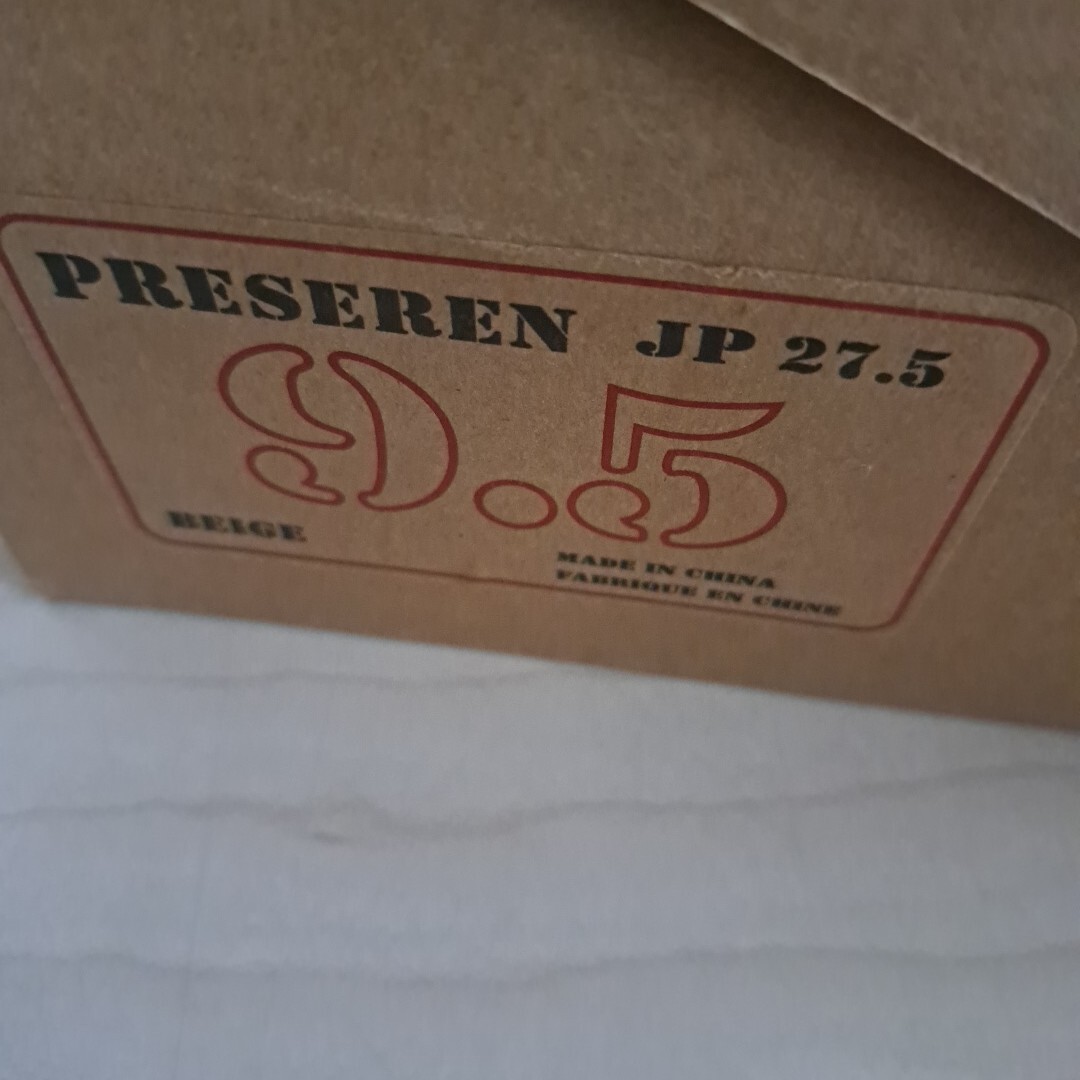 PRESEREN JP 27.5
9.5
BEIGE
MADE IN CHINA
FABRIQUE EN CHINE